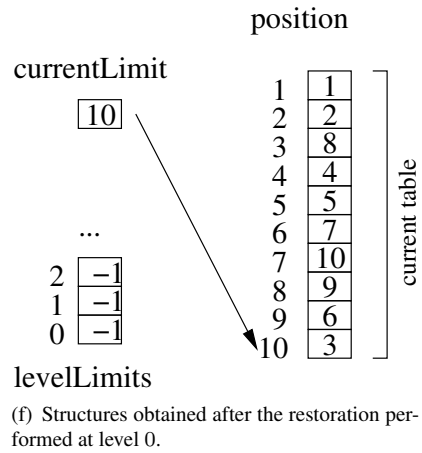 position
currentLimit
10
1 1
2 2
3 8
4 4
5 5
6 7
7 10
8 9
9 6
10 3
current table
...
2 −1
1 −1
0 −1
levelLimits
(f) Structures obtained after the restoration per-
formed at level 0.